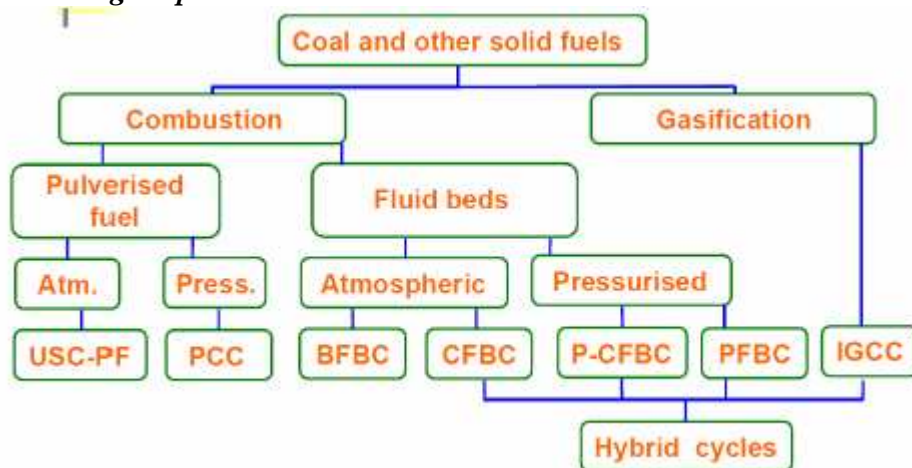 Coal and other solid fuels
Combustion
Gasification
Pulverised
fuel
Fluid beds
Atm.
Press.
Atmospheric
Pressurised
USC-PF
PCC
BFBC
CFBC
P-CFBC
PFBC
IGCC
Hybrid cycles